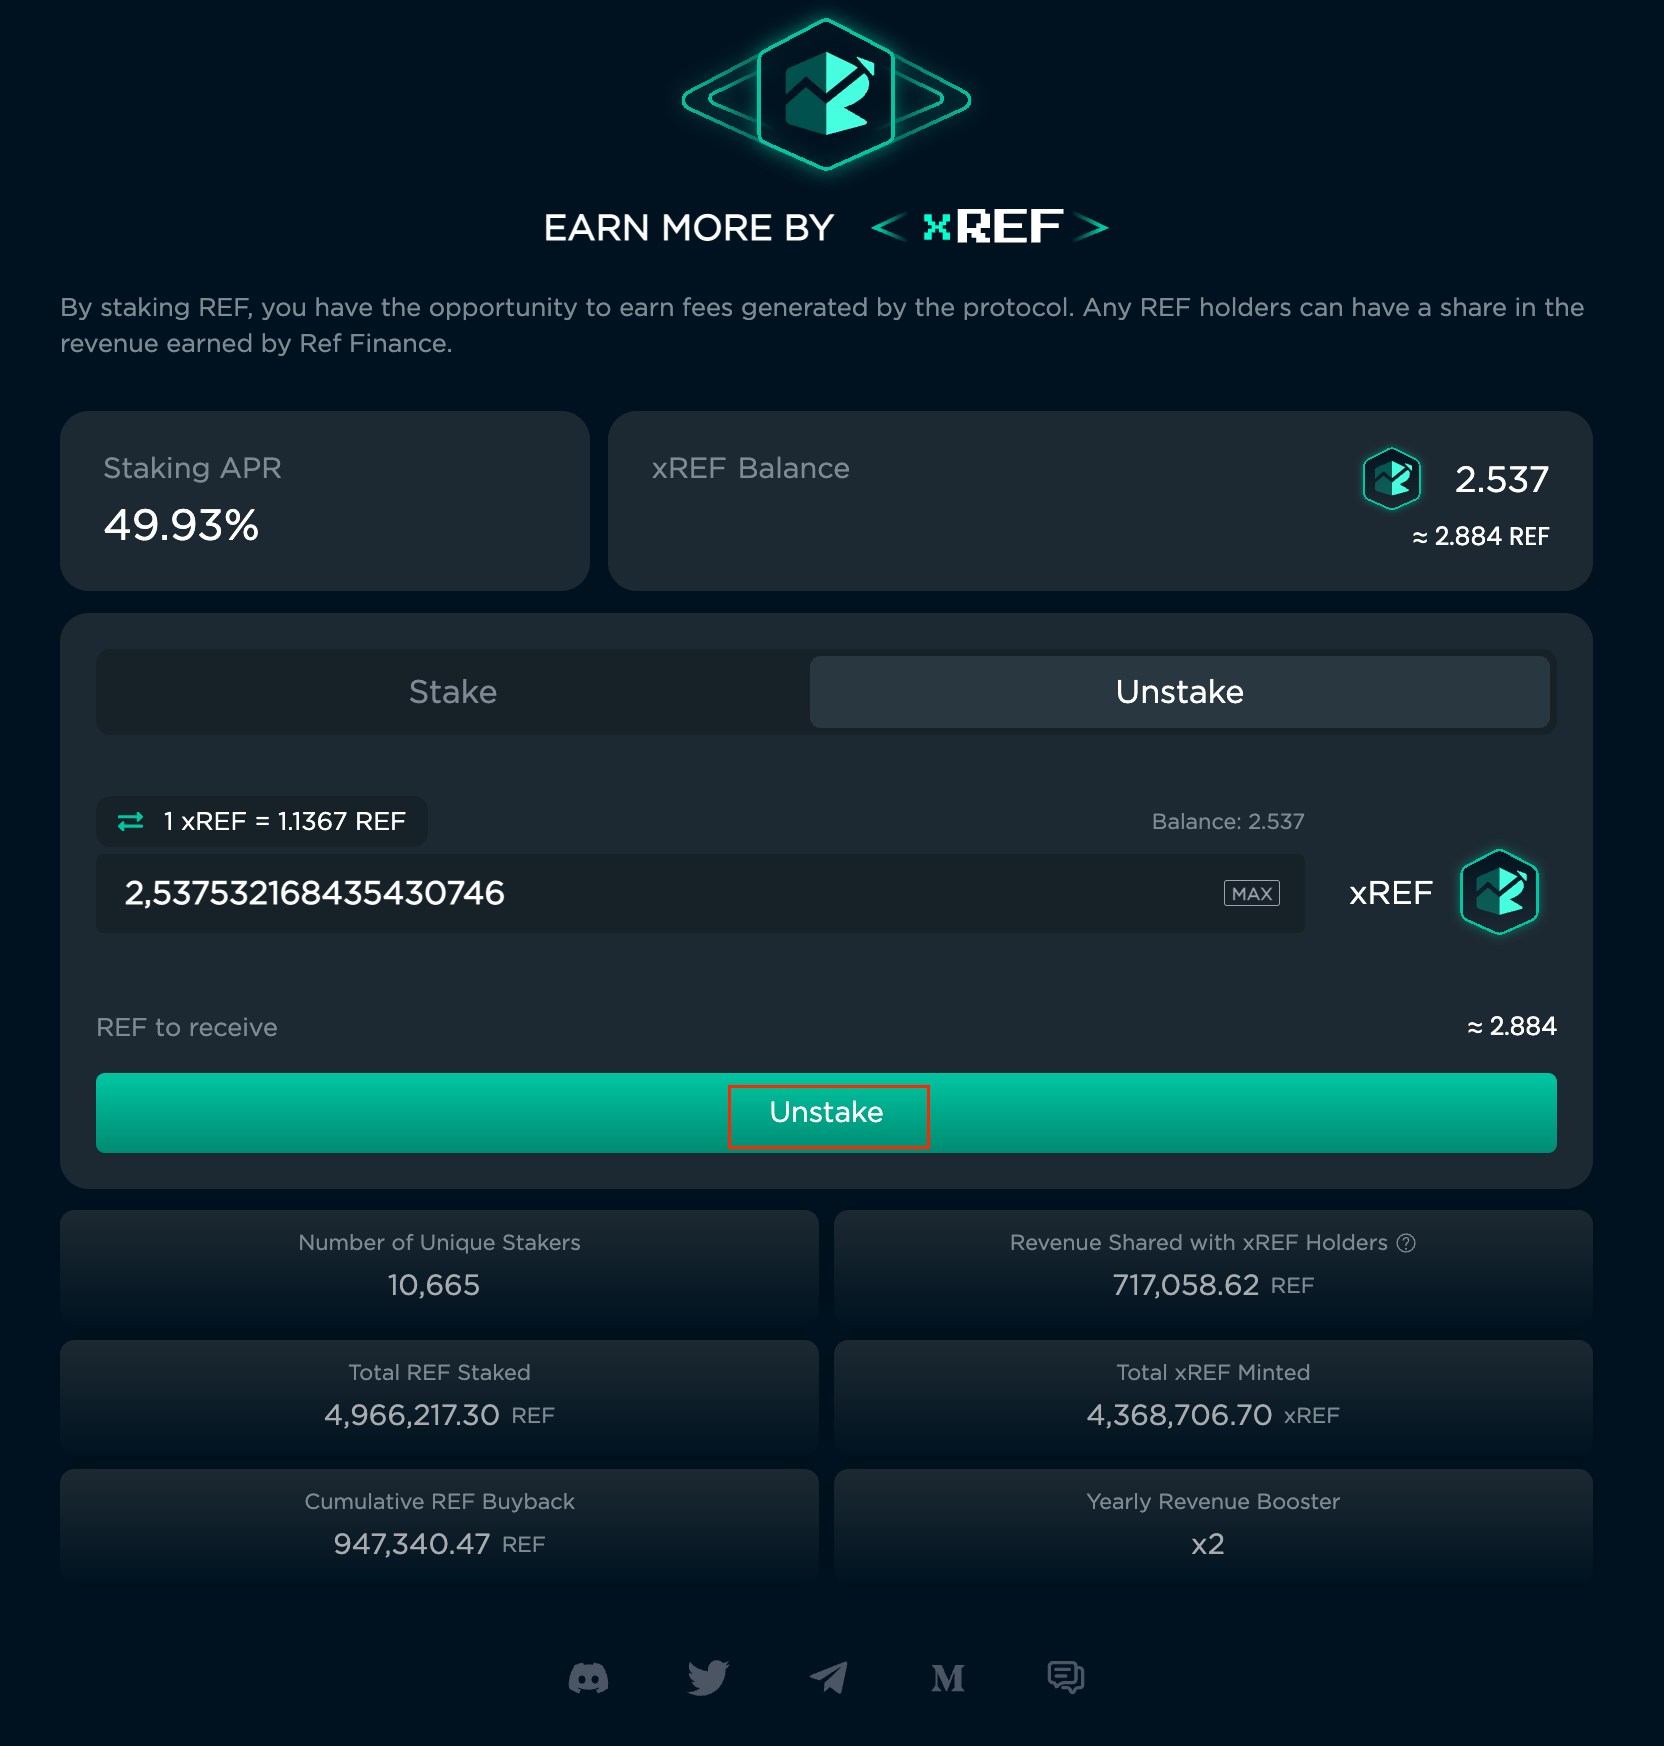 EARN MORE BY < xREF >
By staking REF, you have the opportunity to earn fees generated by the protocol. Any REF holders can have a share in the
revenue earned by Ref Finance.
Staking APR
49.93%
xREF Balance
2.537
≈ 2.884 REF
Stake
Unstake
1 xREF = 1.1367 REF
Balance: 2.537
2,537532168435430746
MAX
xREF
REF to receive
≈ 2.884
Unstake
Number of Unique Stakers
10,665
Revenue Shared with xREF Holders ?
717,058.62 REF
Total REF Staked
4,966,217.30 REF
Total xREF Minted
4,368,706.70 xREF
Cumulative REF Buyback
947,340.47 REF
Yearly Revenue Booster
x2
M